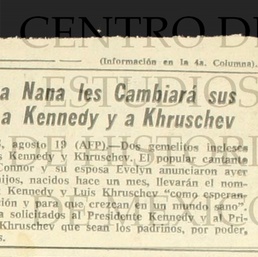 CENTRO DE
(Información en la 4a. Columna)
a Nana les Cambiará sus
a Kennedy y a Khruschev
ESTUDIOS
agosto 19 (AFP).—Dos gemelitos ingleses
s Kennedy y Khruschev. El popular cantante
Connor y su esposa Evelyn anunciaron ayer
hijos, nacidos hace un mes, llevarán el nom-
Kennedy y Luis Khruschev "como esperan-
ción y para que crezcan en un mundo sano".
a solicitados al Presidente Kennedy y al Pri-
Khruschev que sean los padrinos, por poder,
s.